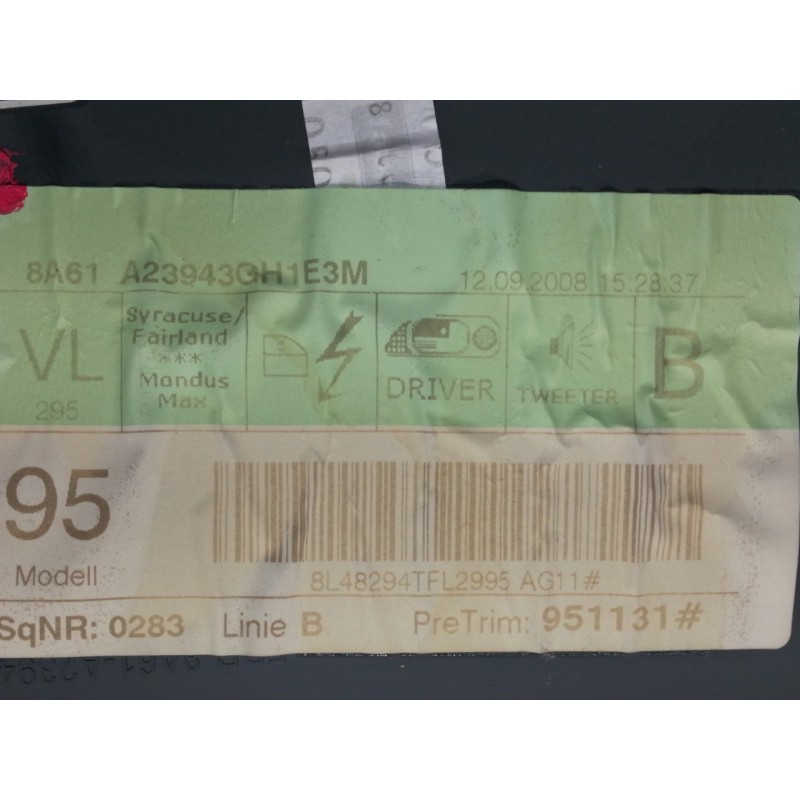 8A61 A23943GH1E3M 12.09.2008 15:28:37
VL
295
Syracuse/
Fairland
***
Mondus
Max
DRIVER
TWEETER
B
95
Modell
8L48294TFL2995 AG11#
SqNR: 0283 Linie B PreTrim: 951131#